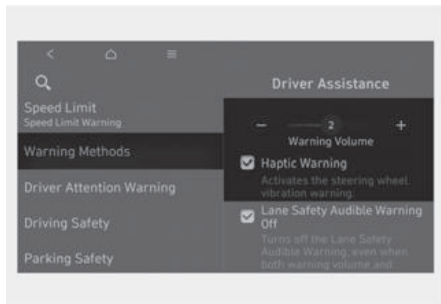 Driver Assistance
Speed Limit
Speed Limit Warning
Warning Methods
Driver Attention Warning
Driving Safety
Parking Safety
− 2 +
Warning Volume
Haptic Warning
Activates the steering wheel
vibration warning.
Lane Safety Audible Warning
Off
Turns off the Lane Safety
Audible Warning, even when
both warning volume and